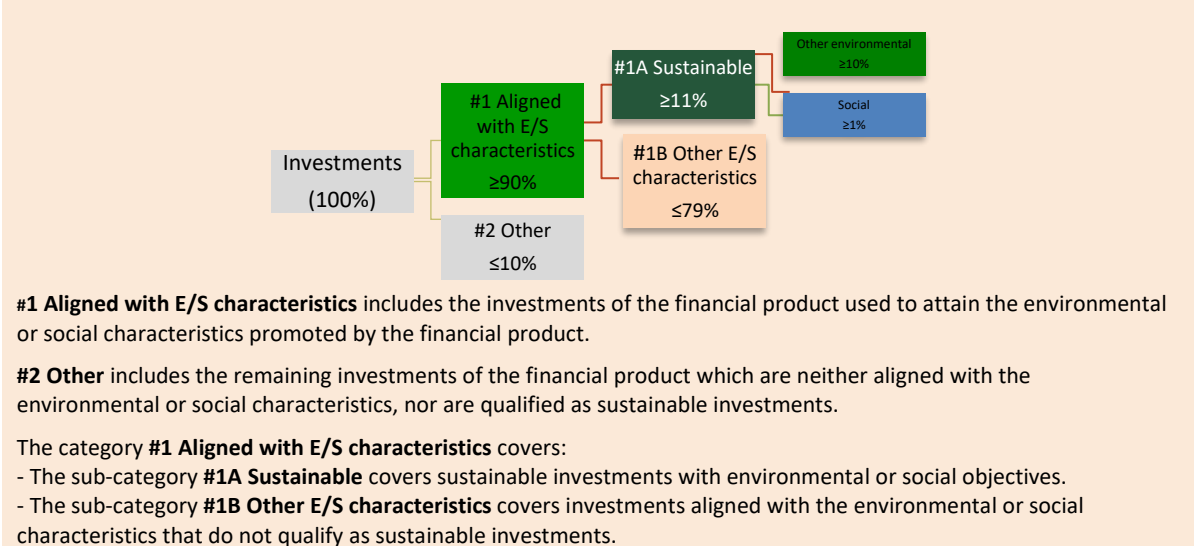 Other environmental
≥10%
#1A Sustainable
≥11%
Social
≥1%
#1 Aligned
with E/S
characteristics
≥90%
#1B Other E/S
characteristics
≤79%
Investments
(100%)
#2 Other
≤10%
#1 Aligned with E/S characteristics includes the investments of the financial product used to attain the environmental
or social characteristics promoted by the financial product.
#2 Other includes the remaining investments of the financial product which are neither aligned with the
environmental or social characteristics, nor are qualified as sustainable investments.
The category #1 Aligned with E/S characteristics covers:
- The sub-category #1A Sustainable covers sustainable investments with environmental or social objectives.
- The sub-category #1B Other E/S characteristics covers investments aligned with the environmental or social
characteristics that do not qualify as sustainable investments.